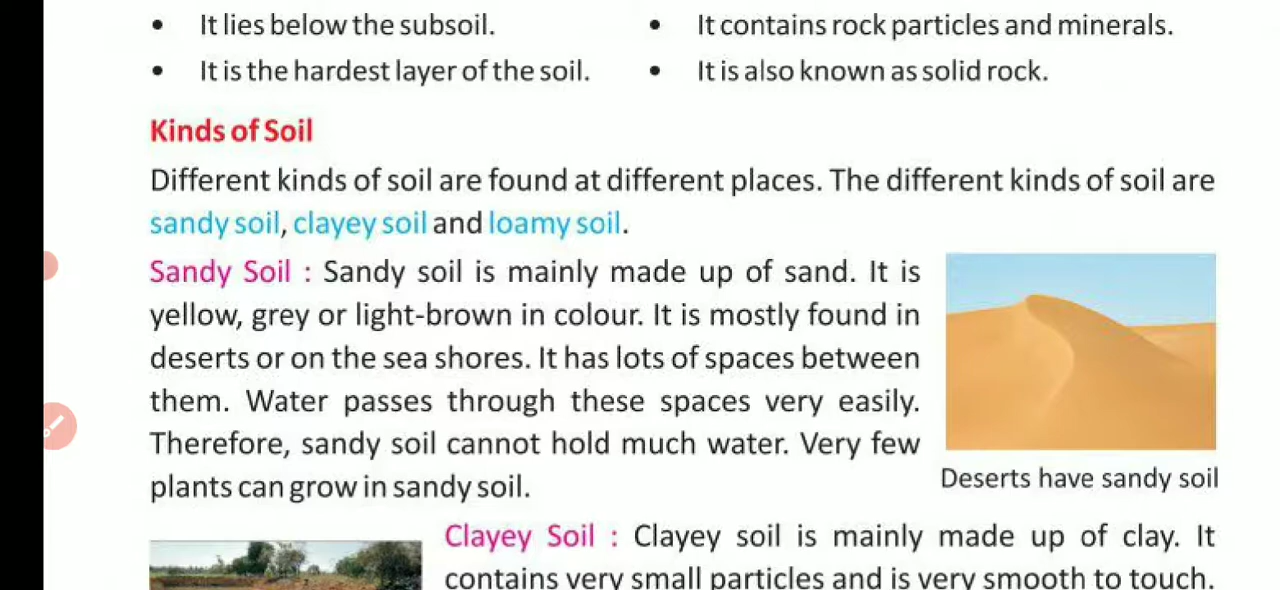 • It lies below the subsoil. • It contains rock particles and minerals.
• It is the hardest layer of the soil. • It is also known as solid rock.
Kinds of Soil
Different kinds of soil are found at different places. The different kinds of soil are
sandy soil, clayey soil and loamy soil.
Sandy Soil : Sandy soil is mainly made up of sand. It is
yellow, grey or light-brown in colour. It is mostly found in
deserts or on the sea shores. It has lots of spaces between
them. Water passes through these spaces very easily.
Therefore, sandy soil cannot hold much water. Very few
plants can grow in sandy soil.
Deserts have sandy soil
Clayey Soil : Clayey soil is mainly made up of clay. It
contains very small particles and is very smooth to touch.